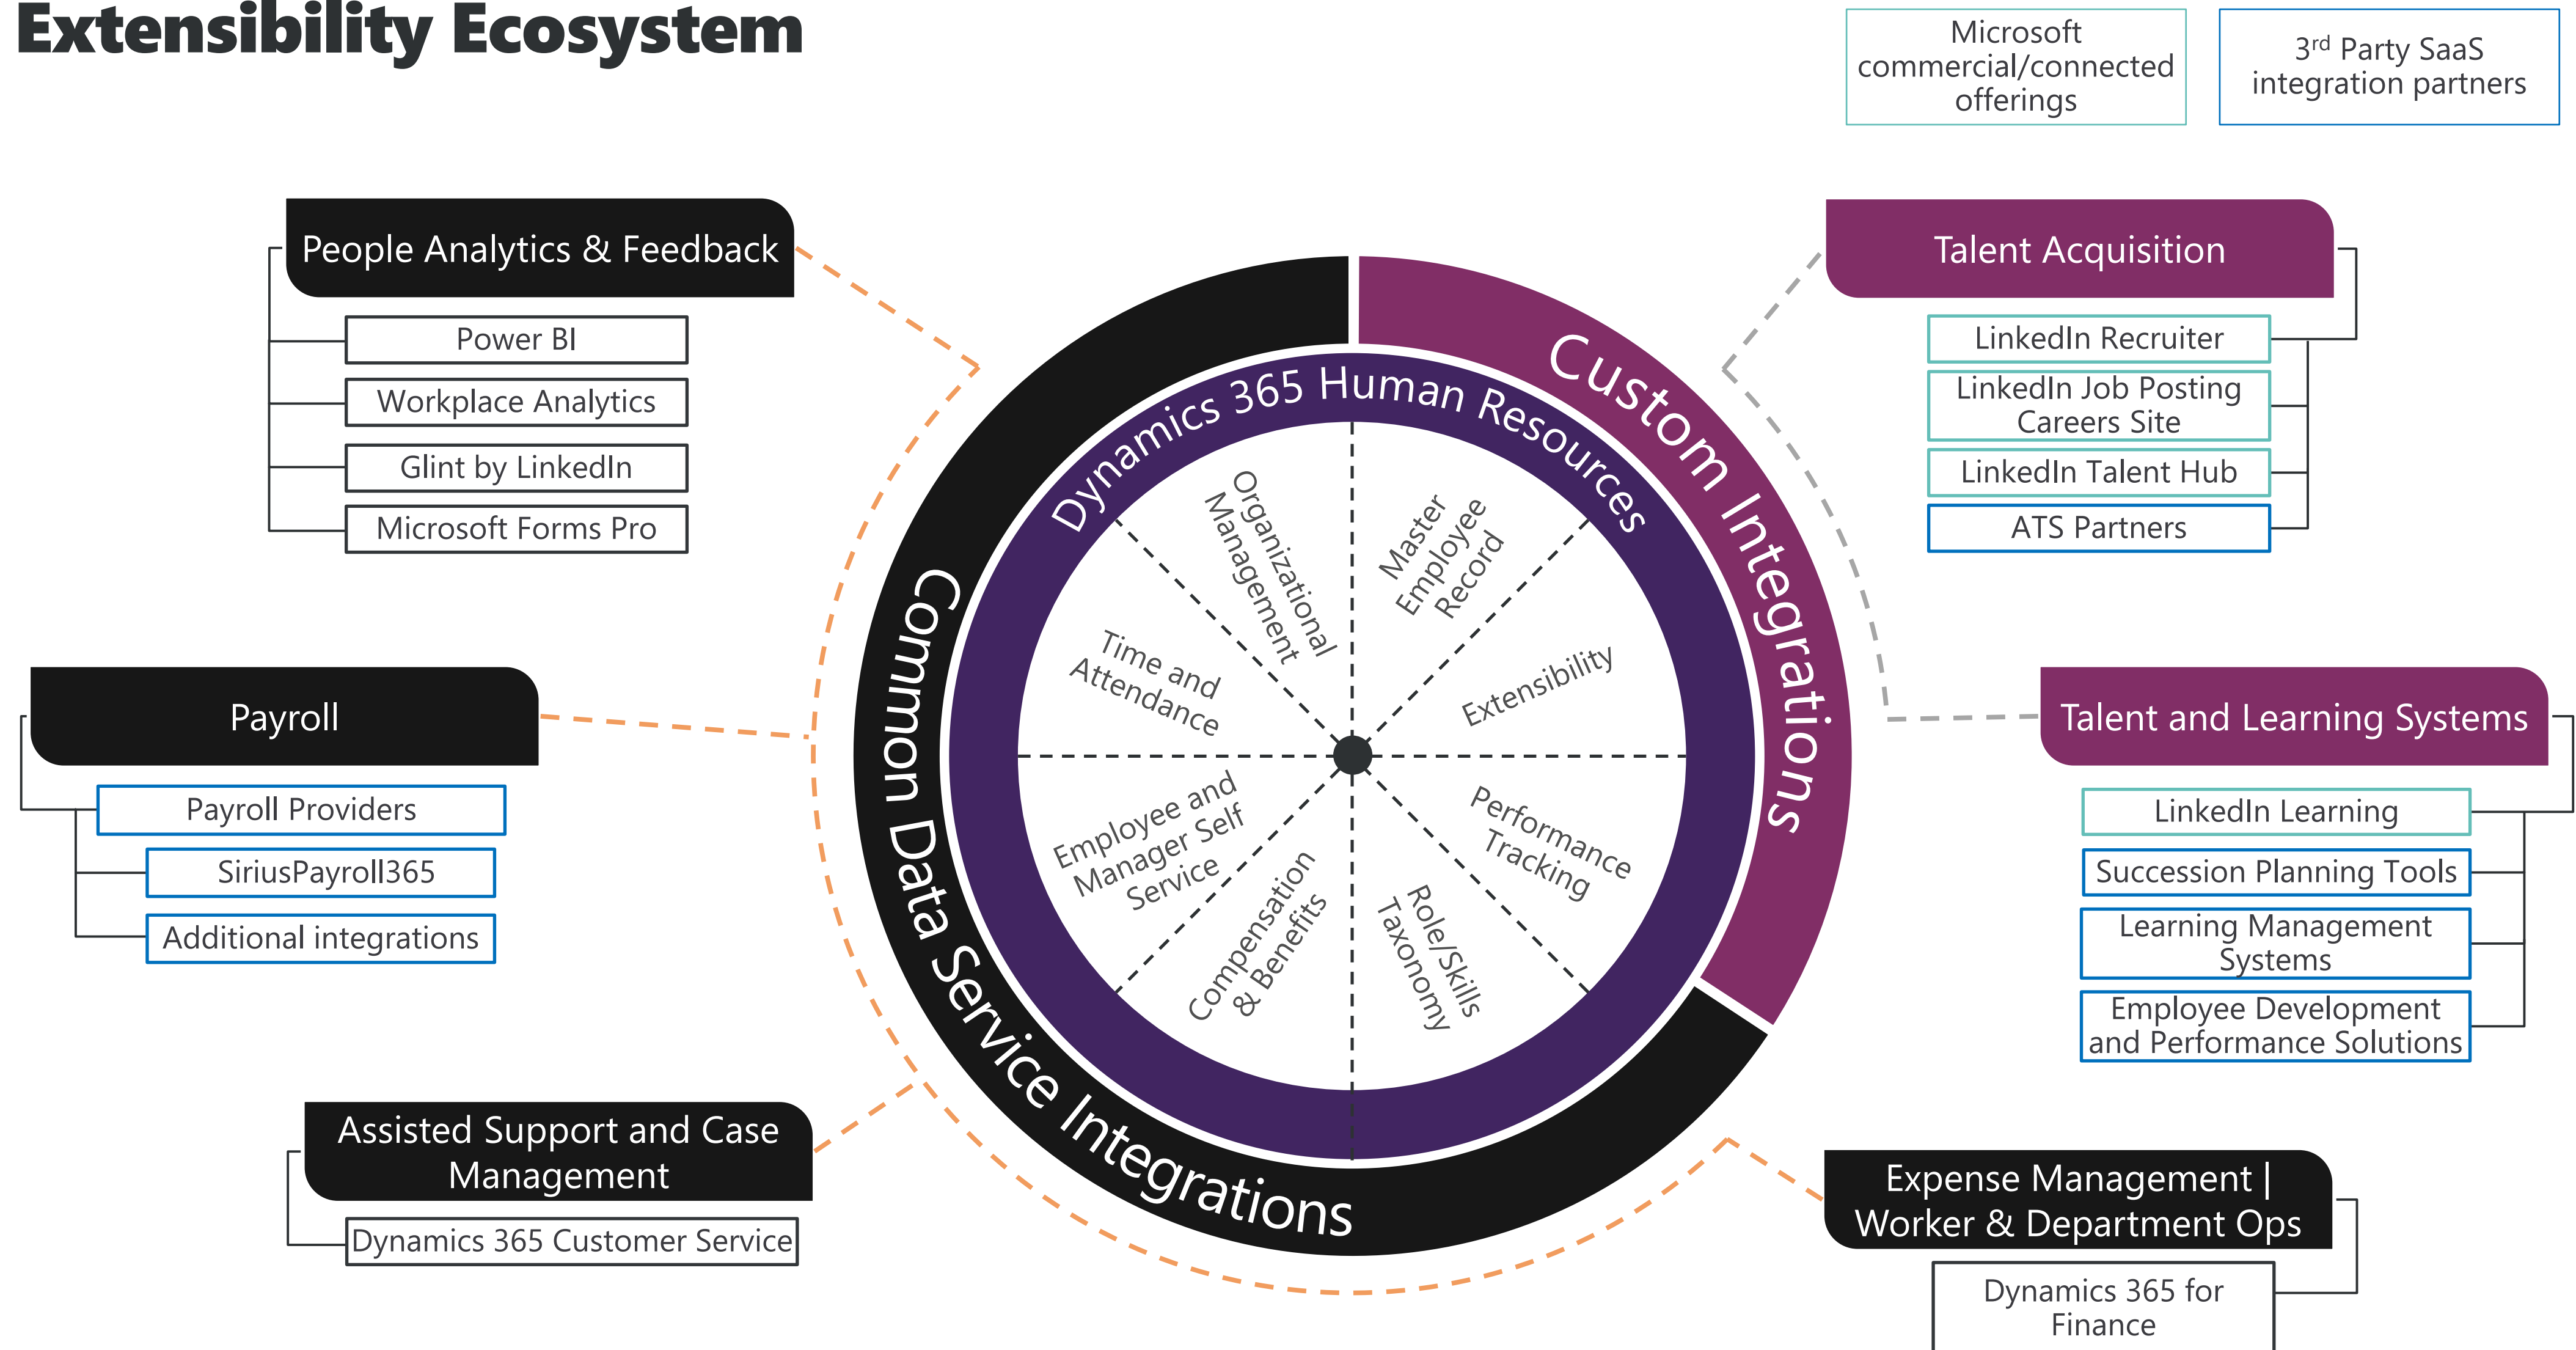 Extensibility Ecosystem
Microsoft
commercial/connected
offerings
3rd Party SaaS
integration partners
People Analytics & Feedback
Power BI
Workplace Analytics
Glint by LinkedIn
Microsoft Forms Pro
Payroll
Payroll Providers
SiriusPayroll365
Additional integrations
Assisted Support and Case
Management
Dynamics 365 Customer Service
Common Data Service Integrations
Custom Integrations
Dynamics 365 Human Resources
Organizational
Management
Master
Employee
Record
Time and
Attendance
Extensibility
Employee and
Manager Self
Service
Performance
Tracking
Compensation
& Benefits
Role/Skills
Taxonomy
Talent Acquisition
LinkedIn Recruiter
LinkedIn Job Posting
Careers Site
LinkedIn Talent Hub
ATS Partners
Talent and Learning Systems
LinkedIn Learning
Succession Planning Tools
Learning Management
Systems
Employee Development
and Performance Solutions
Expense Management |
Worker & Department Ops
Dynamics 365 for
Finance